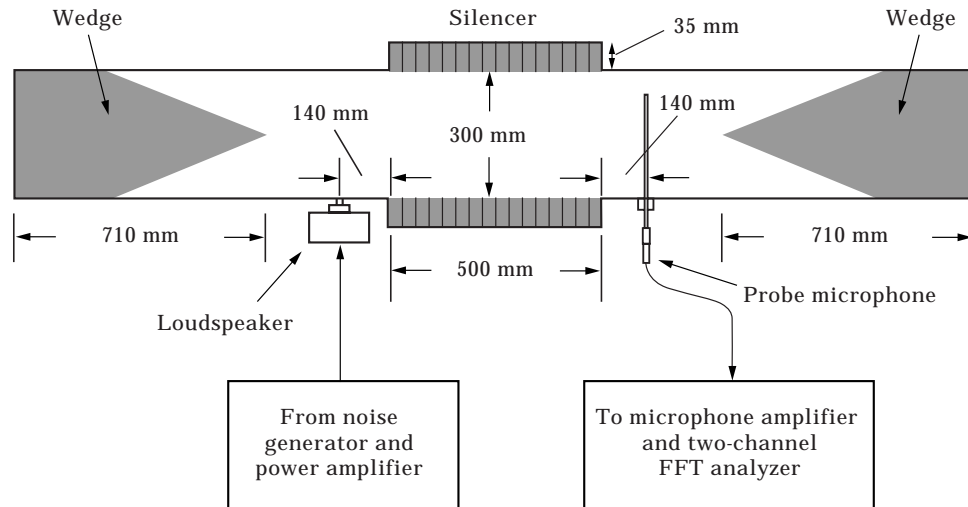 Wedge
Silencer
Wedge
35 mm
140 mm
300 mm
140 mm
710 mm
500 mm
710 mm
Loudspeaker
Probe microphone
From noise
generator and
power amplifier
To microphone amplifier
and two-channel
FFT analyzer